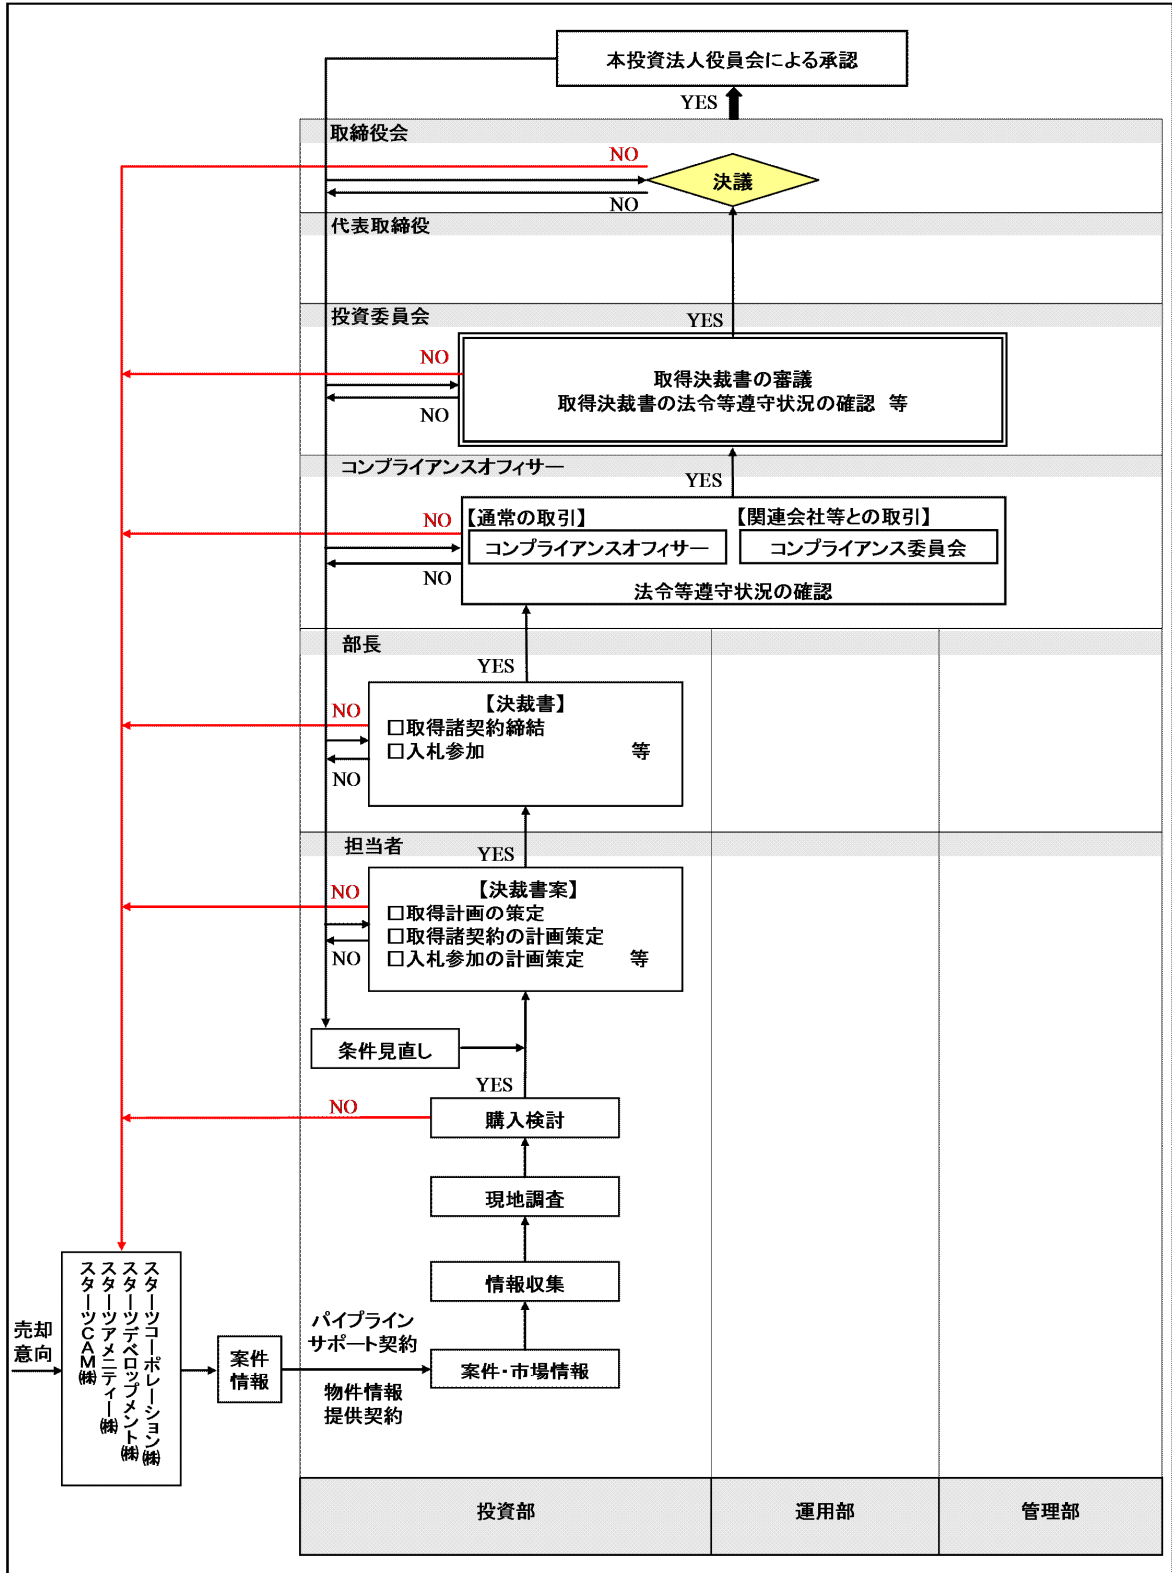 本投資法人役員会による承認
YES
取締役会
NO
決議
NO
代表取締役
投資委員会
YES
NO
取得決裁書の審議
取得決裁書の法令等遵守状況の確認 等
NO
コンプライアンスオフィサー
YES
NO
【通常の取引】
【関連会社等との取引】
コンプライアンスオフィサー
コンプライアンス委員会
NO
法令等遵守状況の確認
部長
YES
NO
【決裁書】
□取得諸契約締結
□入札参加 等
NO
担当者
YES
NO
【決裁書案】
□取得計画の策定
□取得諸契約の計画策定
□入札参加の計画策定 等
NO
条件見直し
YES
NO
購入検討
現地調査
情報収集
売却
意向
スターツコーポレーション㈱
スターツデベロップメント㈱
スターツアメニティー㈱
スターツCAM㈱
案件
情報
パイプライン
サポート契約
物件情報
提供契約
案件・市場情報
投資部
運用部
管理部